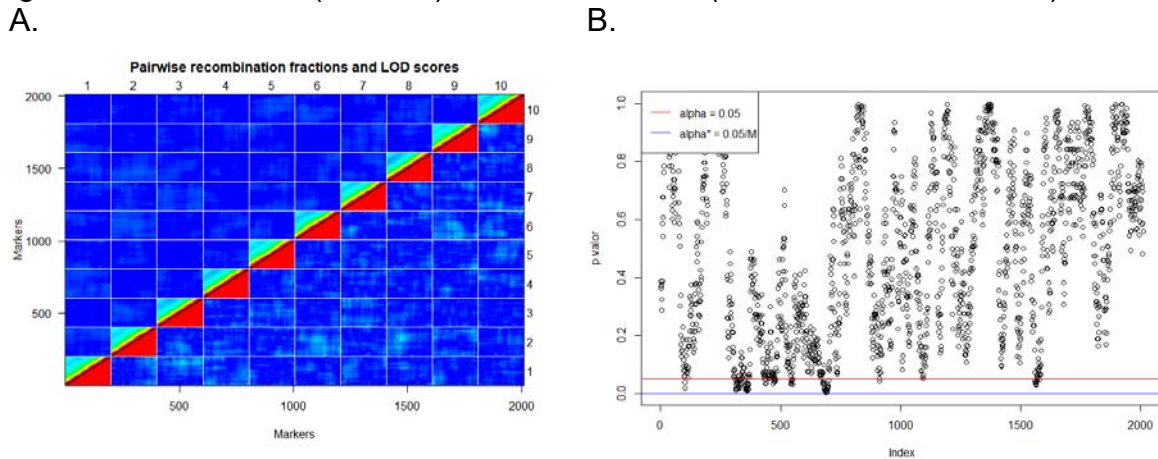 A.
B.
Pairwise recombination fractions and LOD scores
1 2 3 4 5 6 7 8 9 10
2000
1500
1000
500
Markers
10
9
8
7
6
5
4
3
2
1
500 1000 1500 2000
Markers
alpha = 0.05
alpha* = 0.05/M
1.0
0.8
0.6
0.4
0.2
0.0
p.valor
0 500 1000 1500 2000
Index